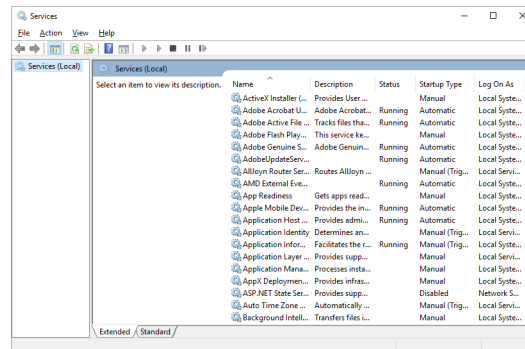 Services
File Action View Help
Services (Local)
Services (Local)
Select an item to view its description.
Name Description Status Startup Type Log On As
ActiveX Installer (... Provides User ... Manual Local Syste...
Adobe Acrobat U... Adobe Acrobat... Running Automatic Local Syste...
Adobe Active File ... Tracks files tha... Running Automatic Local Syste...
Adobe Flash Play... This service ke... Manual Local Syste...
Adobe Genuine S... Adobe Genuin... Running Automatic Local Syste...
AdobeUpdateServ... Running Automatic Local Syste...
AllJoyn Router Ser... Routes AllJoyn ... Manual (Trig... Local Servi...
AMD External Eve... Running Automatic Local Syste...
App Readiness Gets apps read... Manual Local Syste...
Apple Mobile Dev... Provides the in... Running Automatic Local Syste...
Application Host ... Provides admi... Running Automatic Local Syste...
Application Identity Determines an... Manual (Trig... Local Servi...
Application Infor... Facilitates the r... Running Manual (Trig... Local Syste...
Application Layer ... Provides supp... Manual Local Servi...
Application Mana... Processes insta... Manual Local Syste...
AppX Deploymen... Provides infras... Manual Local Syste...
ASP.NET State Ser... Provides supp... Disabled Network S...
Auto Time Zone ... Automatically ... Manual (Trig... Local Servi...
Background Intell... Transfers files i... Manual Local Syste...
Extended Standard